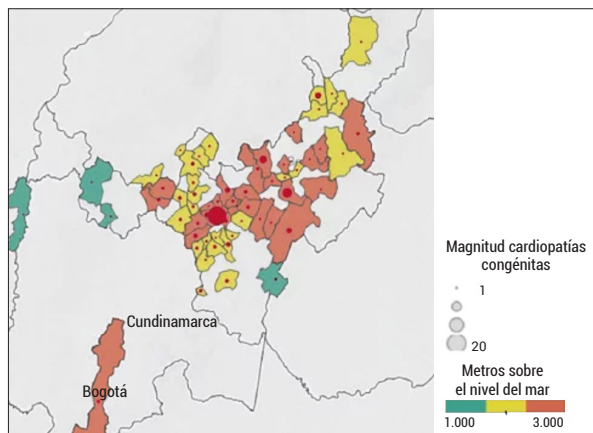 Cundinamarca
Bogotá
Magnitud cardiopatías
congénitas
1
20
Metros sobre
el nivel del mar
1.000
3.000